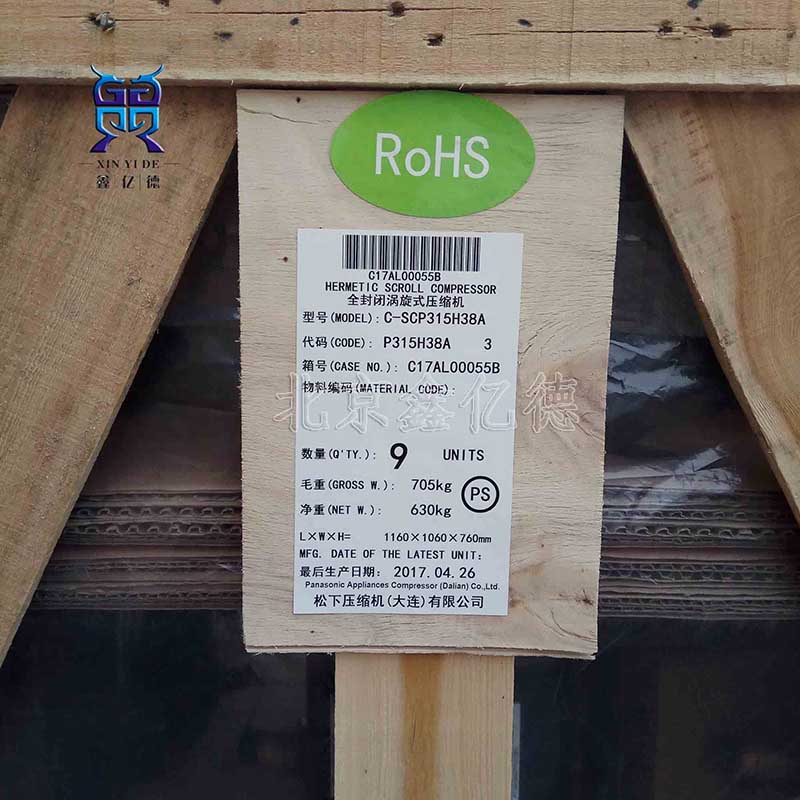 XIN YI DE
鑫亿德
RoHS
C17AL00055B
HERMETIC SCROLL COMPRESSOR
全封闭涡旋式压缩机
型号(MODEL): C-SCP315H38A
代码(CODE): P315H38A 3
箱号(CASE NO.): C17AL00055B
物料编码(MATERIAL CODE):
北京鑫亿德
数量(Q'TY.): 9 UNITS
毛重(GROSS W.): 705kg
净重(NET W.): 630kg
PS
L×W×H= 1160×1060×760mm
MFG. DATE OF THE LATEST UNIT:
最后生产日期: 2017.04.26
Panasonic Appliances Compressor (Dalian) Co.,Ltd.
松下压缩机(大连)有限公司